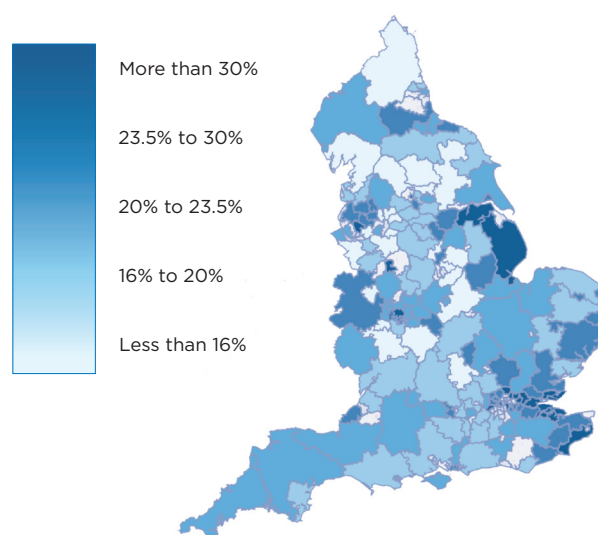 More than 30%
23.5% to 30%
20% to 23.5%
16% to 20%
Less than 16%